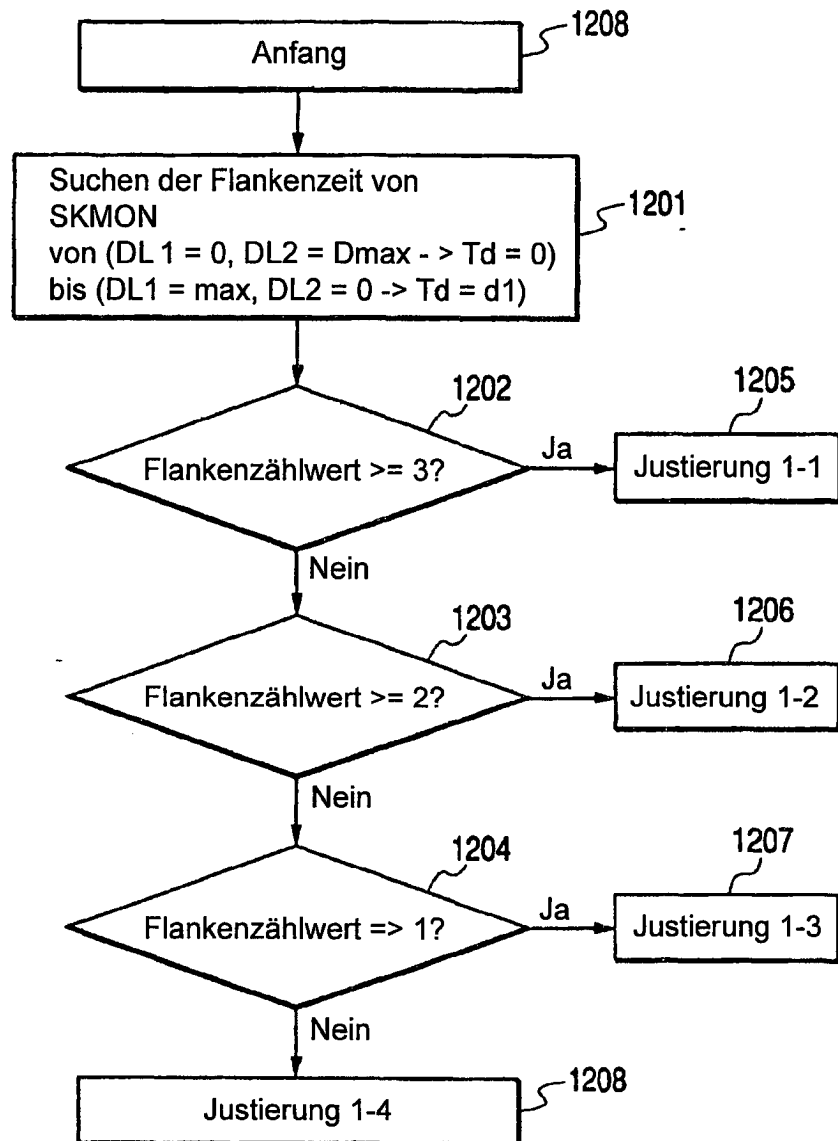 1208
Anfang
Suchen der Flankenzeit von
SKMON
von (DL 1 = 0, DL2 = Dmax - > Td = 0)
bis (DL1 = max, DL2 = 0 -> Td = d1)
1201
1202
Flankenzählwert >= 3?
Ja
1205
Justierung 1-1
Nein
1203
Flankenzählwert >= 2?
Ja
1206
Justierung 1-2
Nein
1204
Flankenzählwert => 1?
Ja
1207
Justierung 1-3
Nein
1208
Justierung 1-4